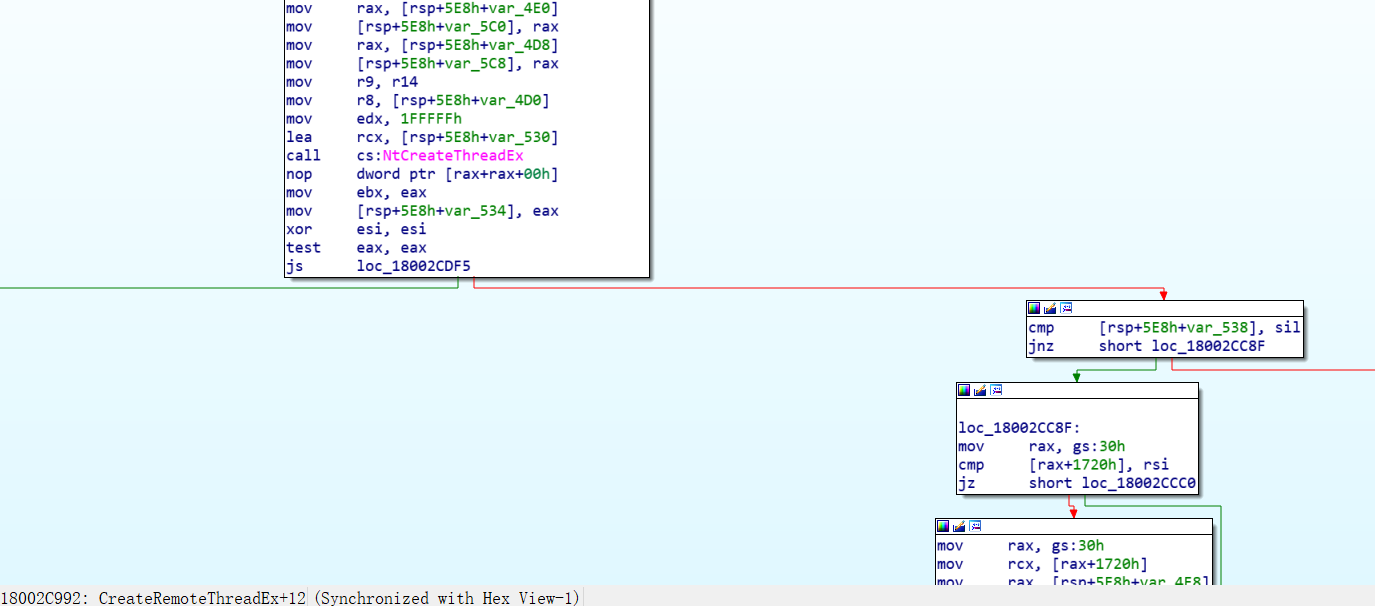 mov rax, [rsp+5E8h+var_4E0]
mov [rsp+5E8h+var_5C0], rax
mov rax, [rsp+5E8h+var_4D8]
mov [rsp+5E8h+var_5C8], rax
mov r9, r14
mov r8, [rsp+5E8h+var_4D0]
mov edx, 1FFFFFh
lea rcx, [rsp+5E8h+var_530]
call cs:NtCreateThreadEx
nop dword ptr [rax+rax+00h]
mov ebx, eax
mov [rsp+5E8h+var_534], eax
xor esi, esi
test eax, eax
js loc_18002CDF5
cmp [rsp+5E8h+var_538], sil
jnz short loc_18002CC8F
loc_18002CC8F:
mov rax, gs:30h
cmp [rax+1720h], rsi
jz short loc_18002CCC0
mov rax, gs:30h
mov rcx, [rax+1720h]
mov rax, [rsp+5E8h+var_4E8]
18002C992: CreateRemoteThreadEx+12 (Synchronized with Hex View-1)